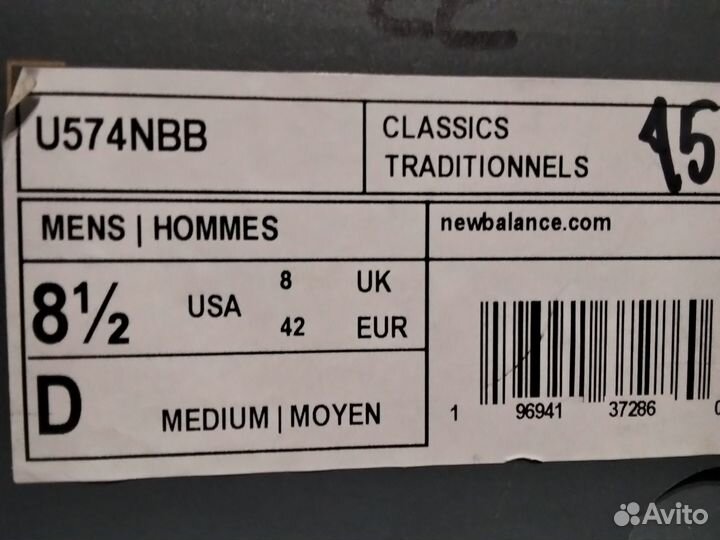 U574NBB
CLASSICS
TRADITIONNELS
15
MENS | HOMMES
newbalance.com
8½ USA 8 UK
42 EUR
D MEDIUM | MOYEN
1 96941 37286
Avito